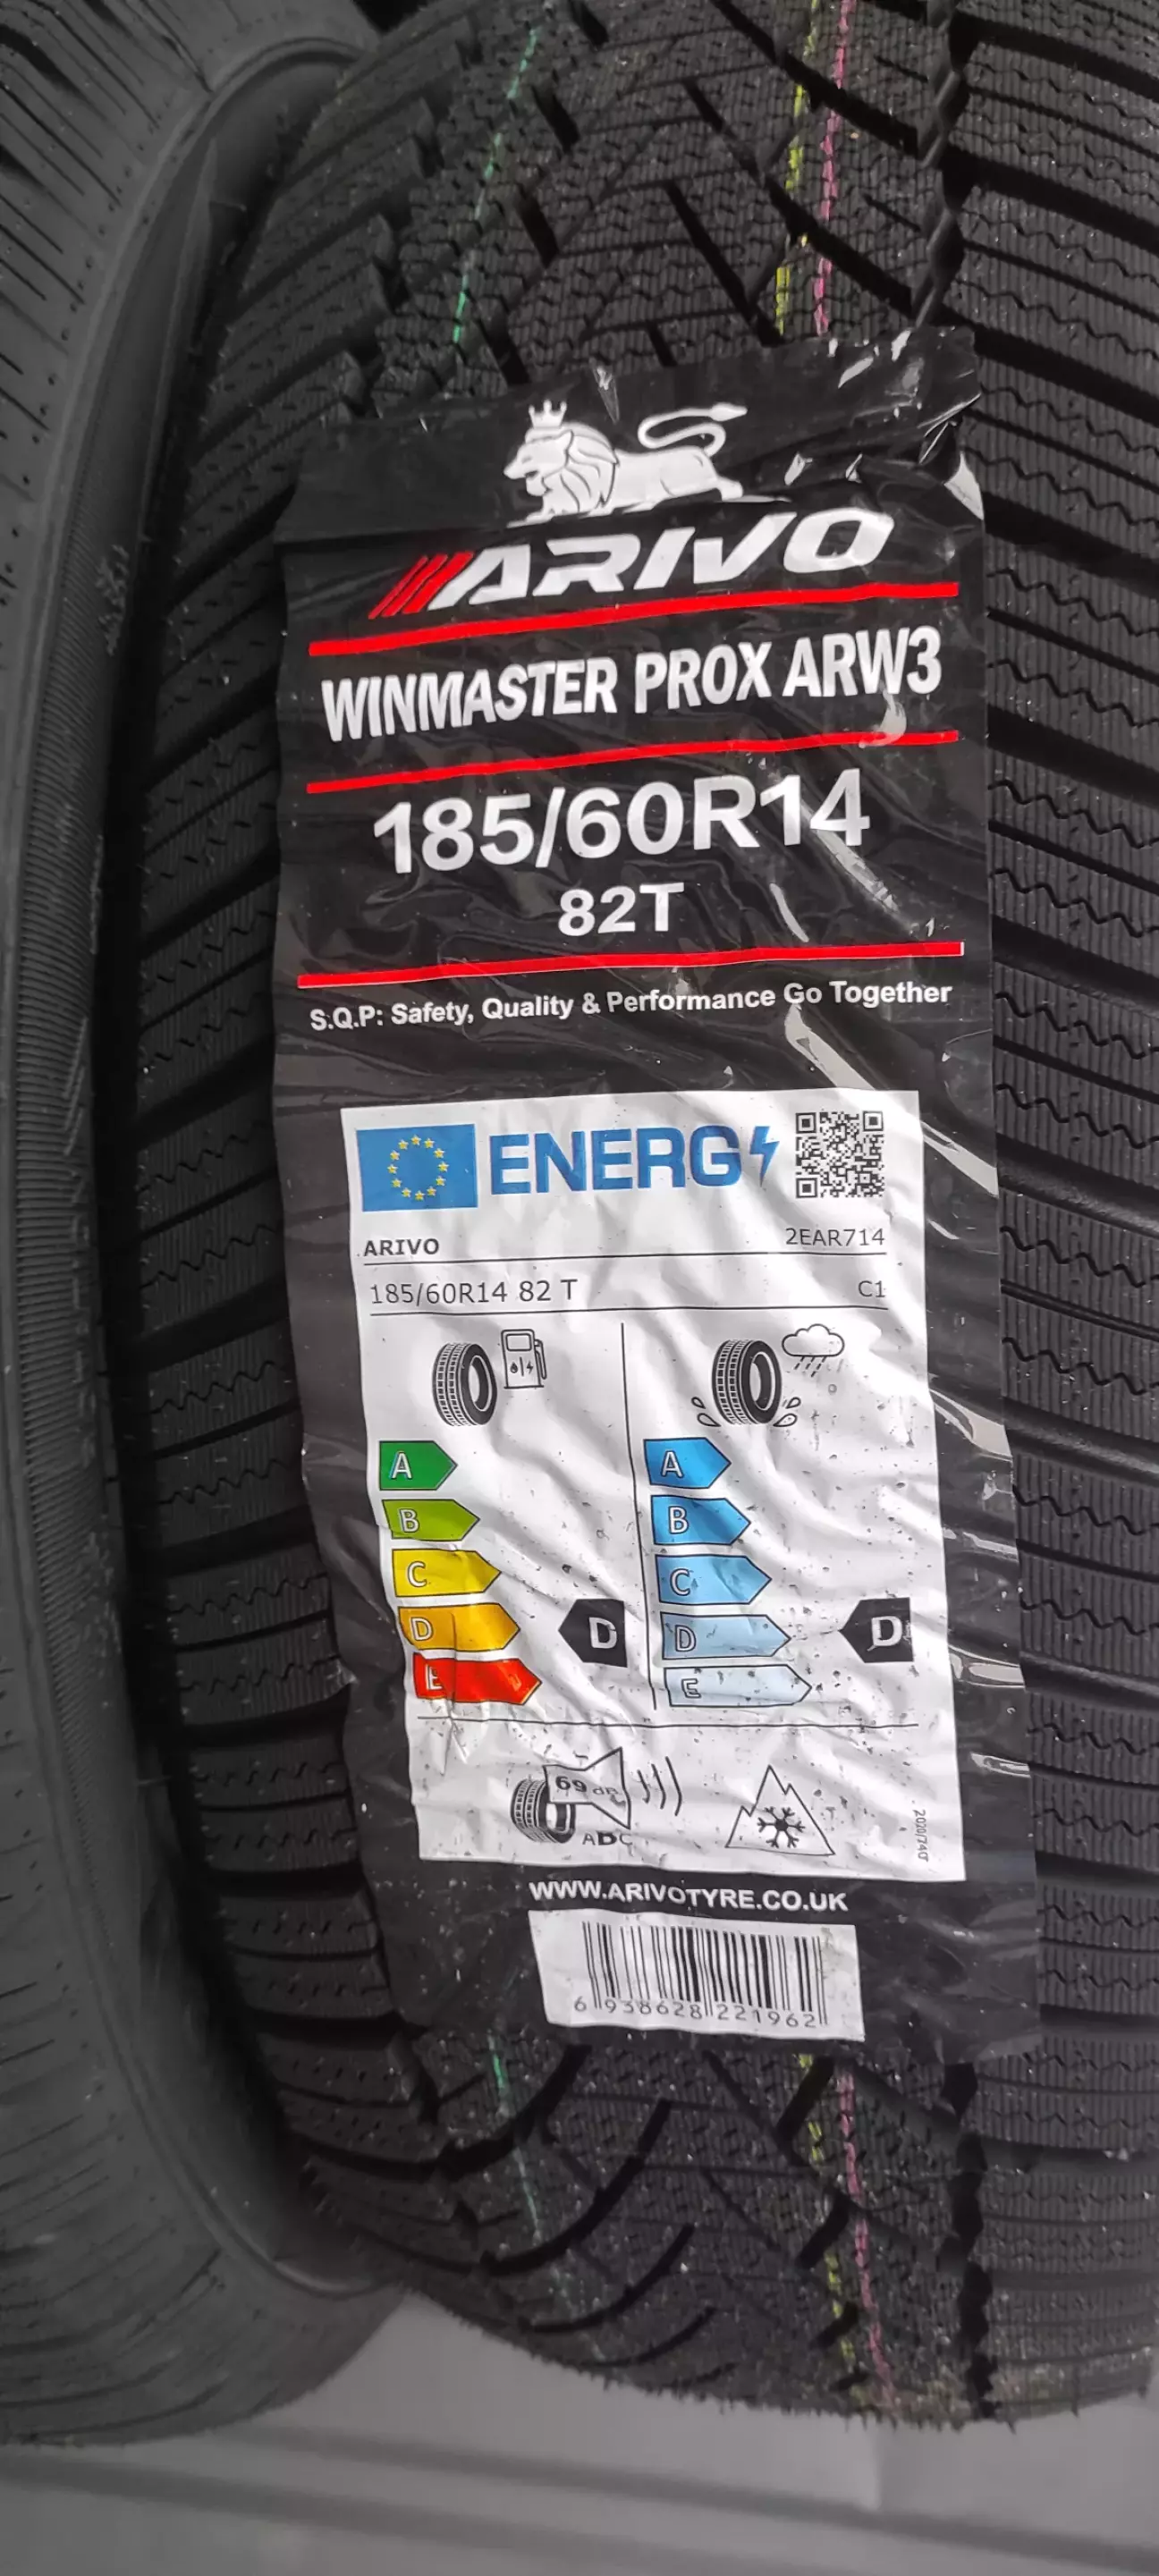 ARIVO
WINMASTER PROX ARW3
185/60R14
82T
S.Q.P: Safety, Quality & Performance Go Together
ENERG
ARIVO
2EAR714
185/60R14 82 T
C1
A
A
B
B
C
C
D
D
D
D
E
E
69 dB
ABC
2020/740
WWW.ARIVOTYRE.CO.UK
6 938628 221962